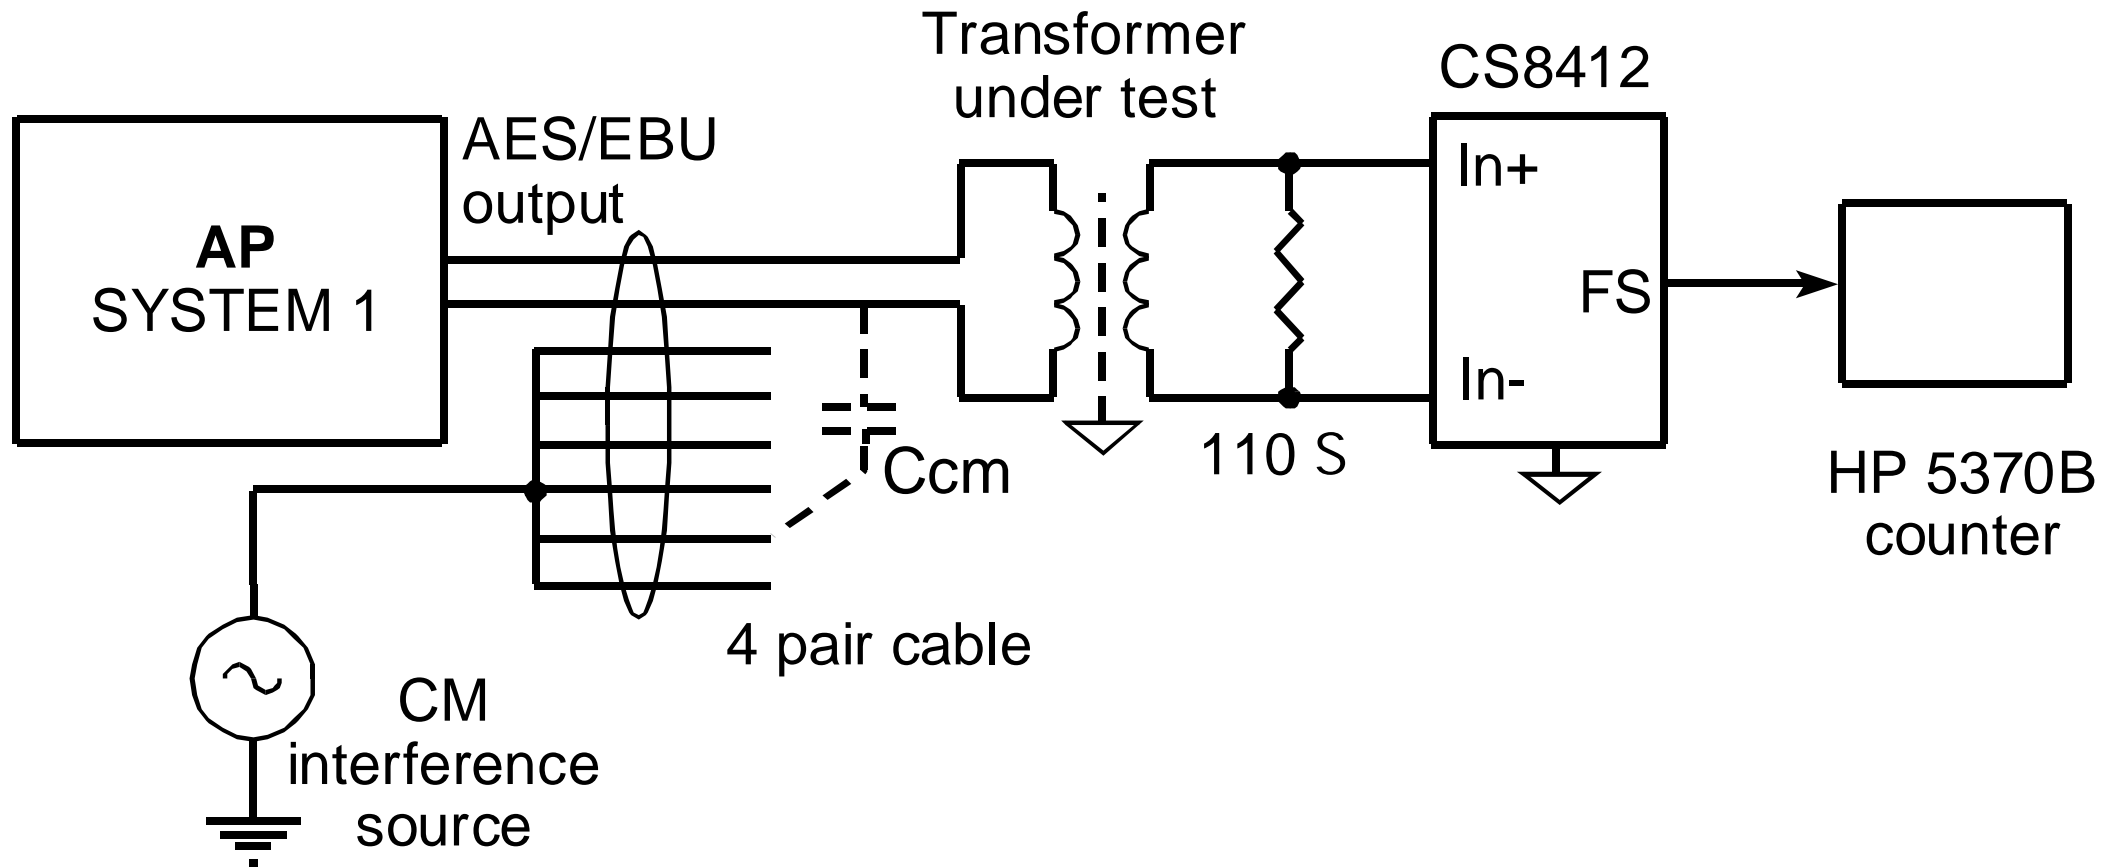 Transformer
under test
CS8412
AES/EBU
output
In+
AP
SYSTEM 1
FS
In-
110 S
Ccm
HP 5370B
counter
4 pair cable
CM
interference
source